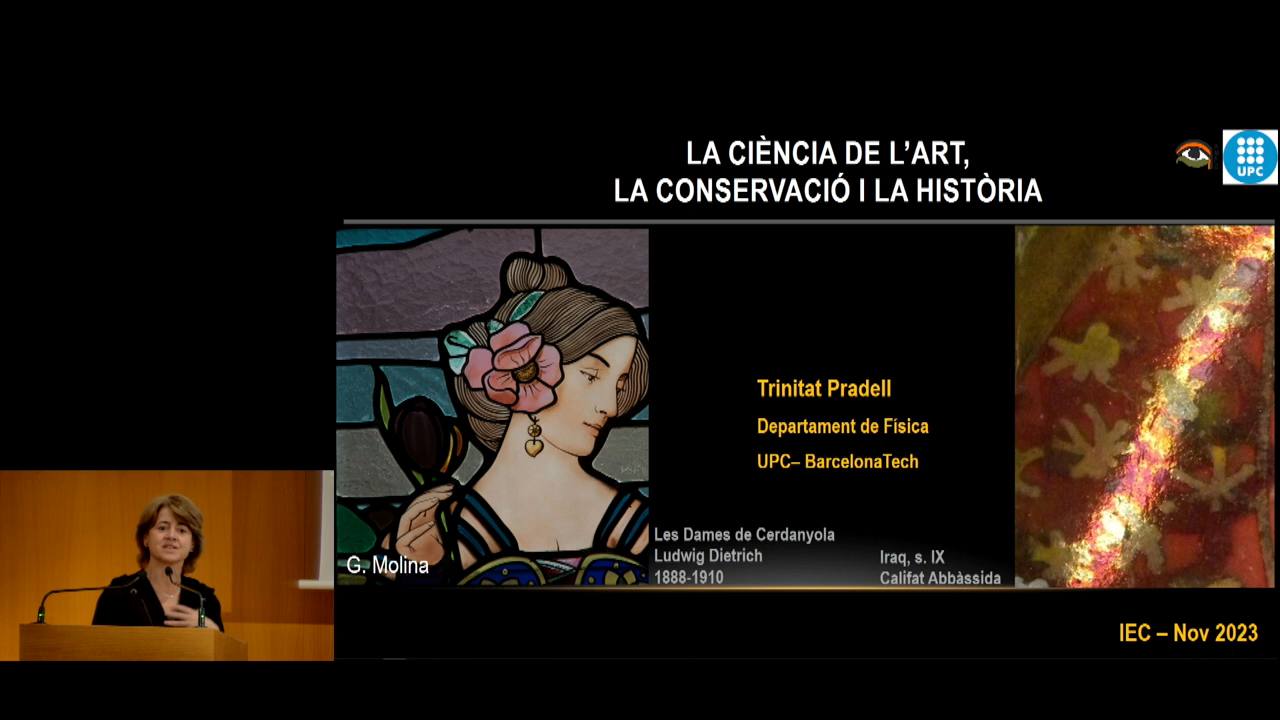 LA CIÈNCIA DE L’ART,
LA CONSERVACIÓ I LA HISTÒRIA
UPC
Trinitat Pradell
Departament de Física
UPC– BarcelonaTech
G. Molina
Les Dames de Cerdanyola
Ludwig Dietrich
1888-1910
Iraq, s. IX
Califat Abbàssida
IEC – Nov 2023